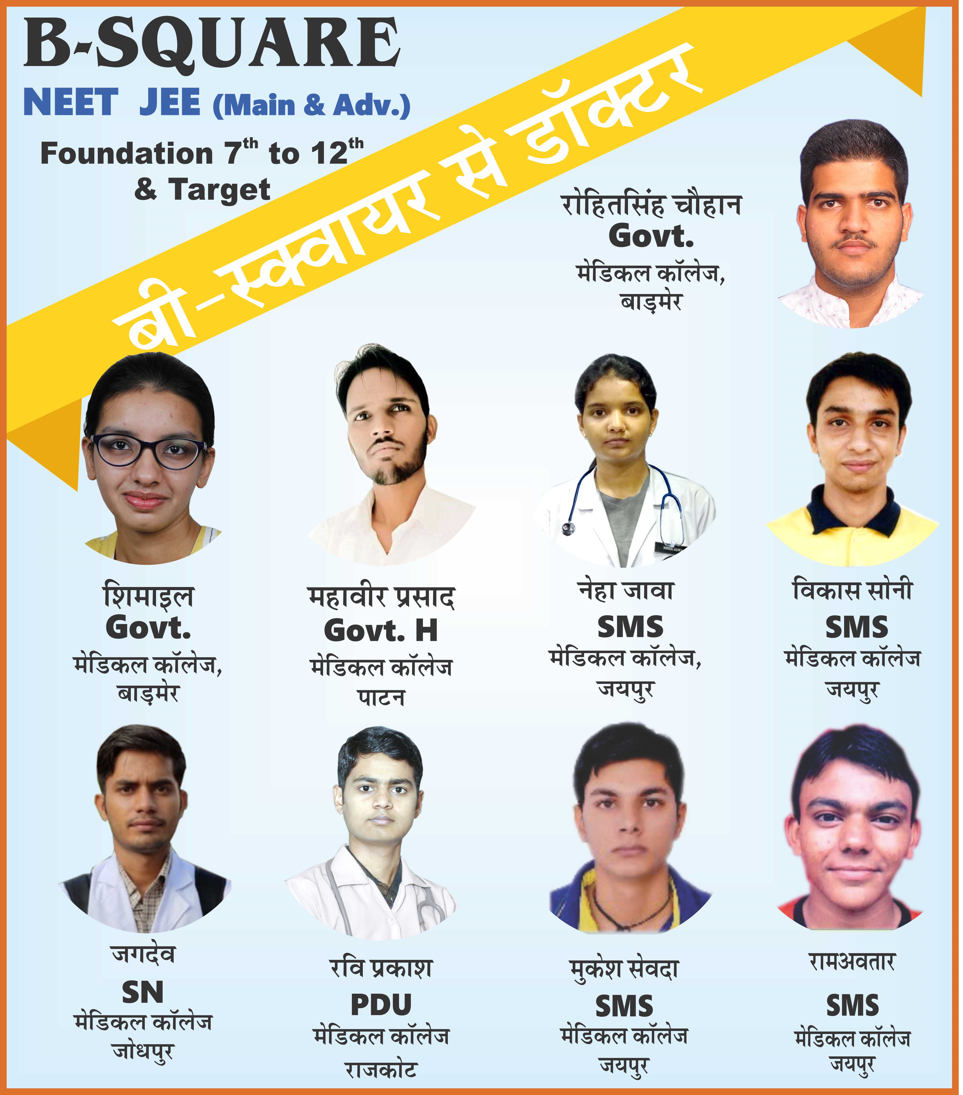 B-SQUARE
NEET JEE (Main & Adv.)
Foundation 7th to 12th
& Target
बी-स्क्वायर से डॉक्टर
रोहितसिंह चौहान
Govt.
मेडिकल कॉलेज,
बाड़मेर
शिमाइल
Govt.
मेडिकल कॉलेज,
बाड़मेर
महावीर प्रसाद
Govt. H
मेडिकल कॉलेज
पाटन
नेहा जावा
SMS
मेडिकल कॉलेज,
जयपुर
विकास सोनी
SMS
मेडिकल कॉलेज
जयपुर
जगदेव
SN
मेडिकल कॉलेज
जोधपुर
रवि प्रकाश
PDU
मेडिकल कॉलेज
राजकोट
मुकेश सेवदा
SMS
मेडिकल कॉलेज
जयपुर
रामअवतार
SMS
मेडिकल कॉलेज
जयपुर